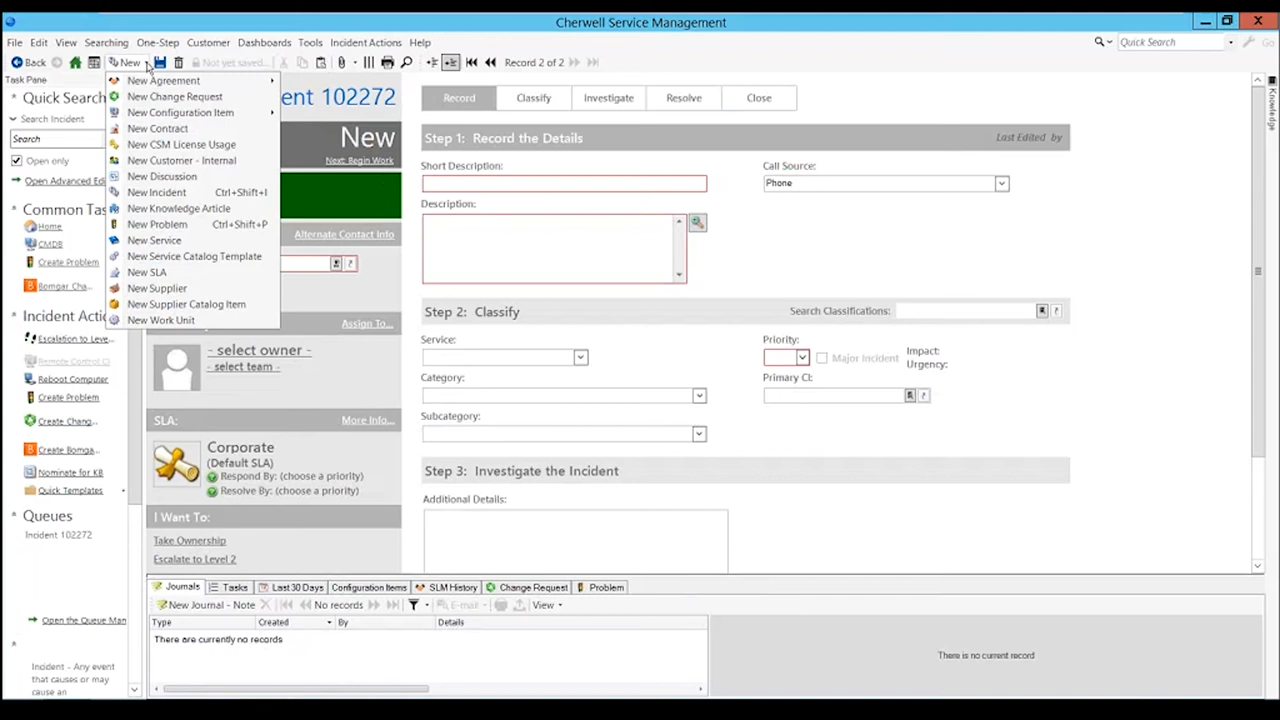 Cherwell Service Management
File Edit View Searching One-Step Customer Dashboards Tools Incident Actions Help
Quick Search
Go
Back New Not yet saved... Record 2 of 2
Task Pane
Quick Search
Search Incident
Search
Open only
Open Advanced Edi
Common Tas
Home
CMDB
Create Problem
Bomgar Cha...
Incident Actio
Escalation to Leve...
Remote Control CI
Reboot Computer
Create Problem
Create Chang...
Create Bomga...
Nominate for KB
Quick Templates
Queues
Incident 102272
Open the Queue Man
Incident - Any event
that causes or may
cause an
New Agreement
New Change Request
New Configuration Item
New Contract
New CSM License Usage
New Customer - Internal
New Discussion
New Incident Ctrl+Shift+I
New Knowledge Article
New Problem Ctrl+Shift+P
New Service
New Service Catalog Template
New SLA
New Supplier
New Supplier Catalog Item
New Work Unit
ent 102272
New
Next: Begin Work
Alternate Contact Info
Assign To...
- select owner -
- select team -
SLA: More Info...
Corporate
(Default SLA)
Respond By: (choose a priority)
Resolve By: (choose a priority)
I Want To:
Take Ownership
Escalate to Level 2
Record Classify Investigate Resolve Close
Step 1: Record the Details Last Edited by
Short Description: Call Source:
Phone
Description:
Step 2: Classify Search Classifications:
Service: Priority:
Major Incident
Impact:
Urgency:
Category: Primary CI:
Subcategory:
Step 3: Investigate the Incident
Additional Details:
Knowledge
Journals Tasks Last 30 Days Configuration Items SLM History Change Request Problem
New Journal - Note No records E-mail View
Type Created By Details
There are currently no records
There is no current record